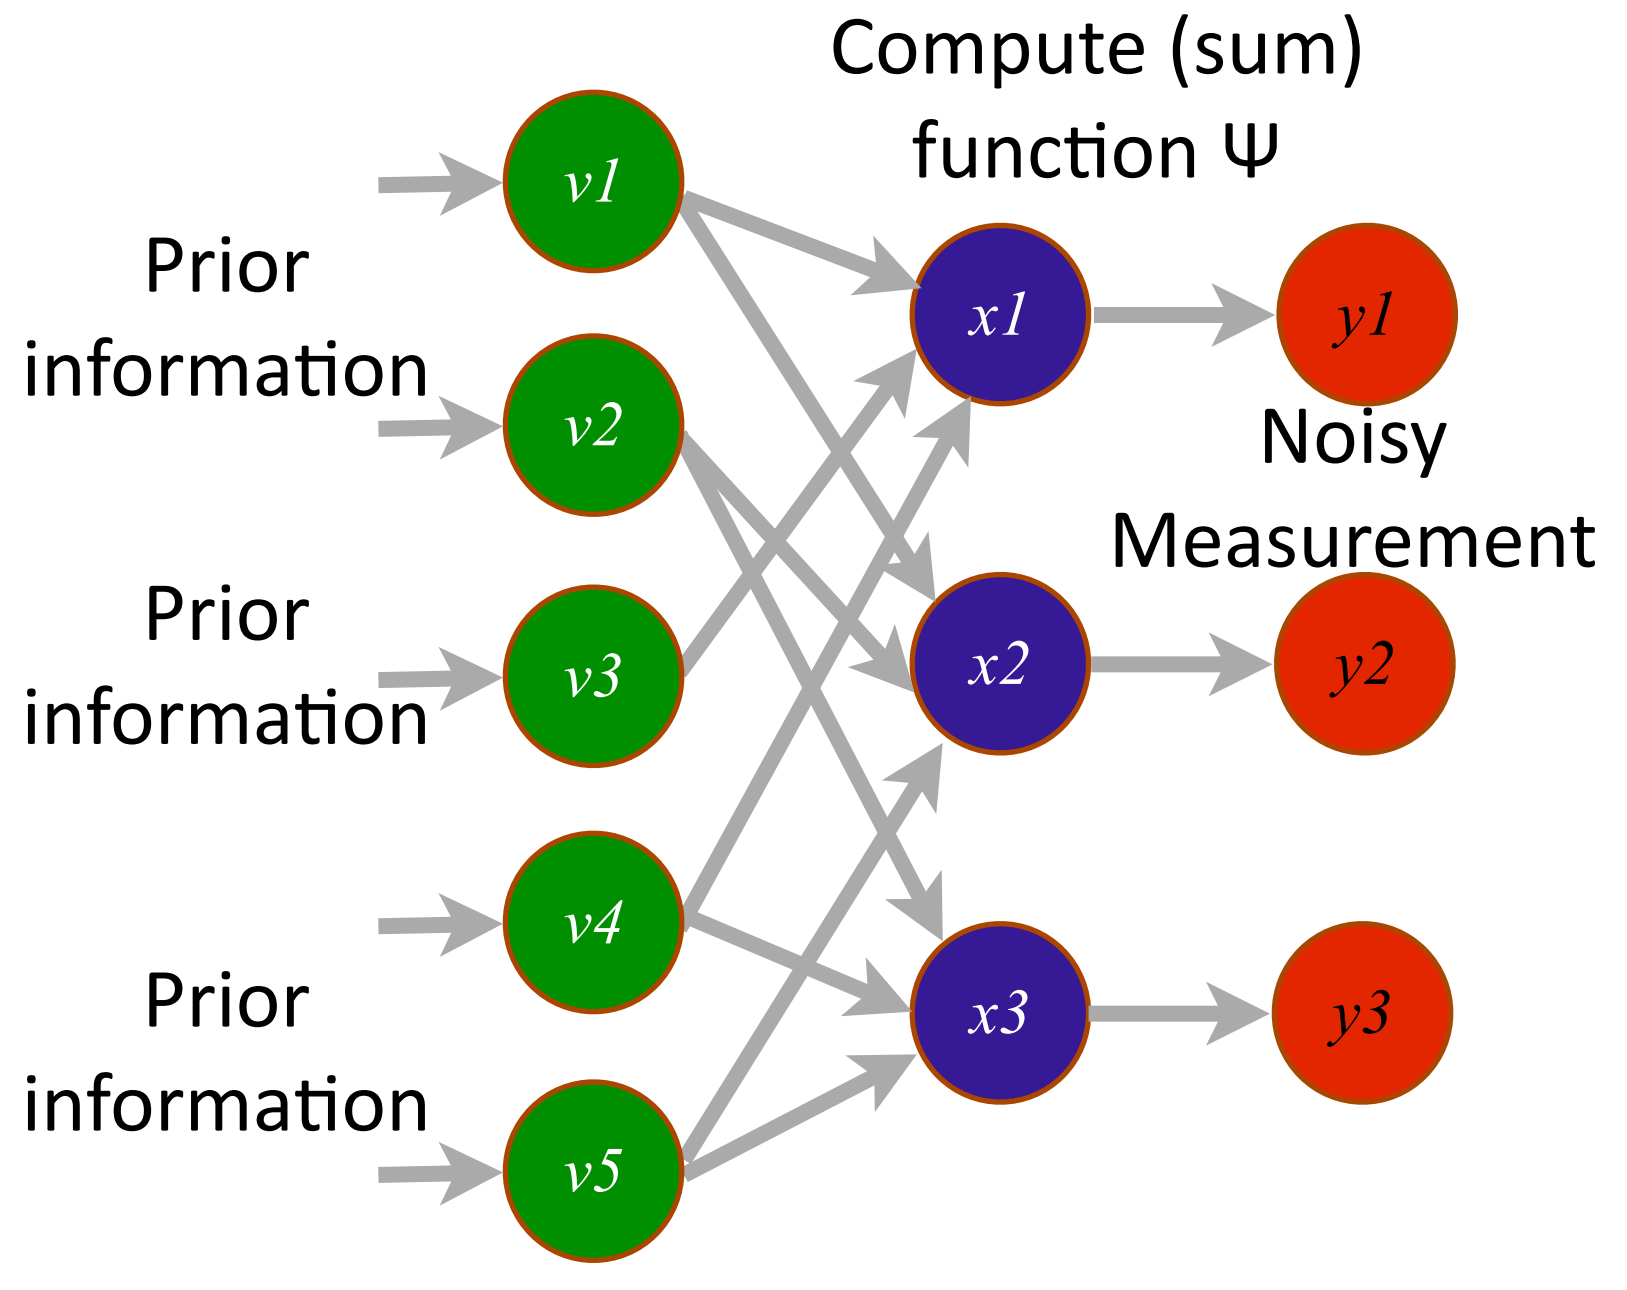 Compute (sum)
function Ψ
Prior
information
Prior
information
Prior
information
v1
v2
v3
v4
v5
x1
x2
x3
y1
Noisy
Measurement
y2
y3